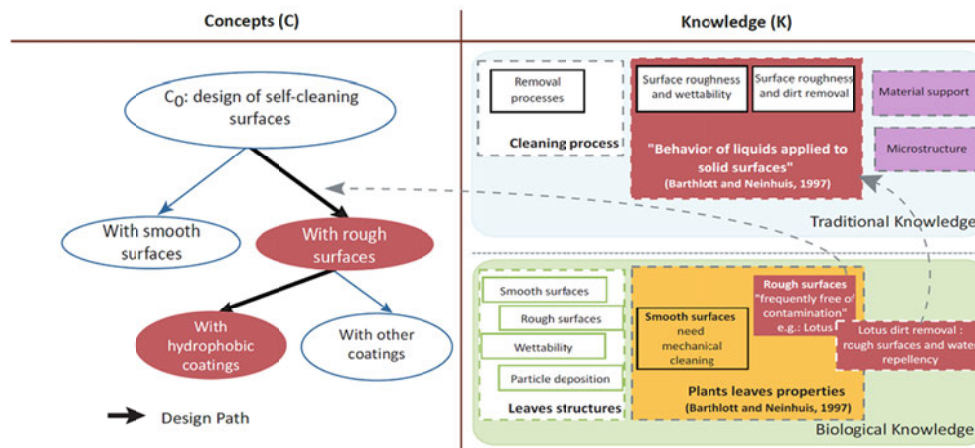 Concepts (C)
Knowledge (K)
C0: design of self-cleaning
surfaces
With smooth
surfaces
With rough
surfaces
With
hydrophobic
coatings
With other
coatings
Design Path
Removal
processes
Cleaning process
Surface roughness
and wettability
Surface roughness
and dirt removal
"Behavior of liquids applied to
solid surfaces"
(Barthlott and Neinhuis, 1997)
Material support
Microstructure
Traditional Knowledge
Smooth surfaces
Rough surfaces
Wettability
Particle deposition
Leaves structures
Smooth surfaces
need
mechanical
cleaning
Rough surfaces
"frequently free of
contamination"
e.g.: Lotus
Lotus dirt removal :
rough surfaces and water
repellency
Plants leaves properties
(Barthlott and Neinhuis, 1997)
Biological Knowledge